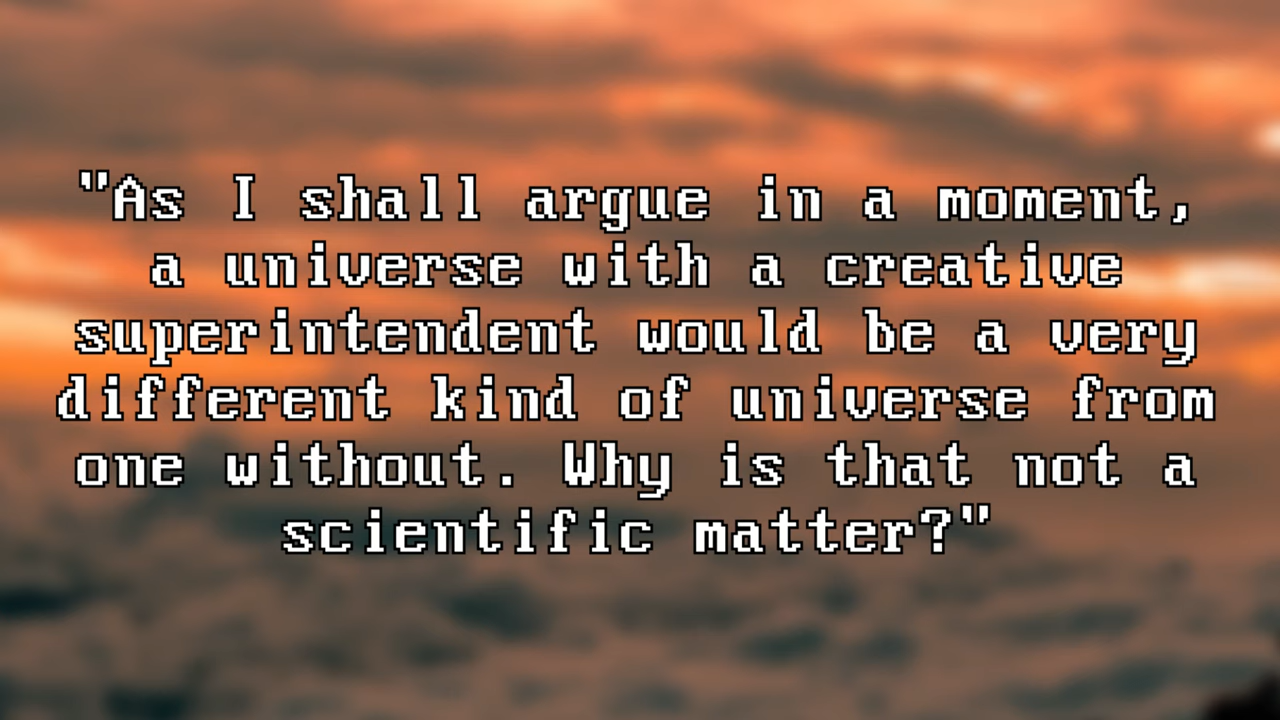 "As I shall argue in a moment,
a universe with a creative
superintendent would be a very
different kind of universe from
one without. Why is that not a
scientific matter?"